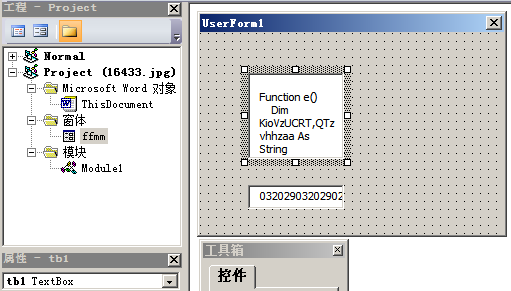 工程 - Project
Normal
Project (16433.jpg)
Microsoft Word 对象
ThisDocument
窗体
ffmm
模块
Module1
属性 - tb1
tb1 TextBox
UserForm1
Function e()
Dim
KioVzUCRT,QTz
vhhzaa As
String
03202903202902
工具箱
控件